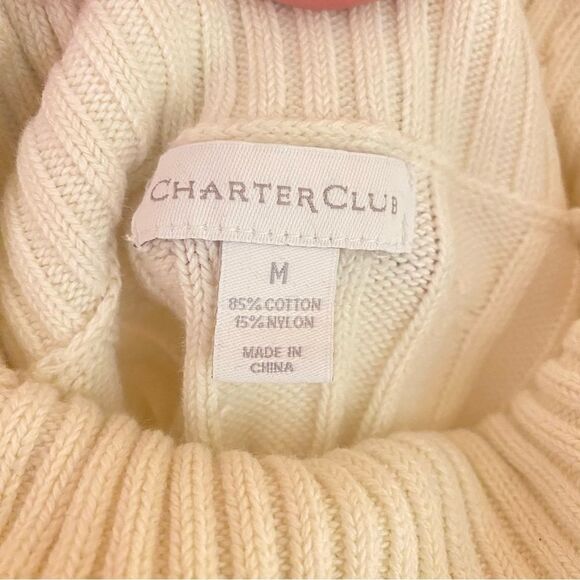 CHARTER CLUB
M
85% COTTON
15% NYLON
MADE IN
CHINA